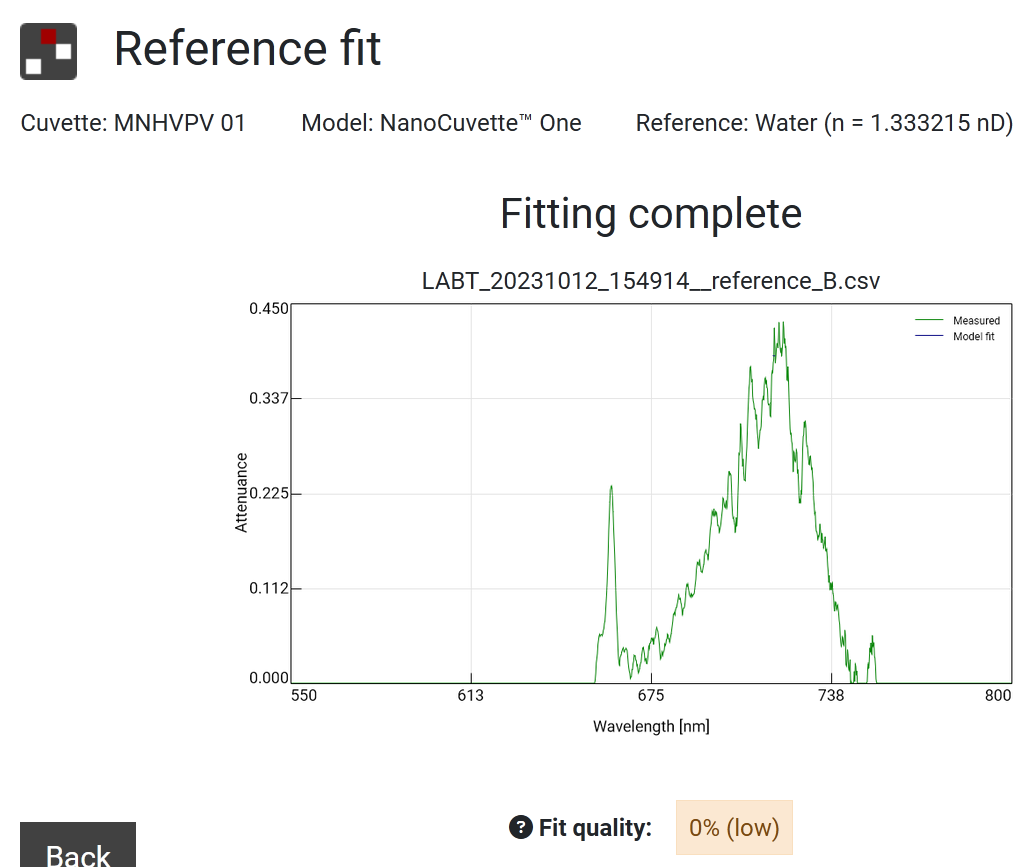 Reference fit
Cuvette: MNHVPV 01 Model: NanoCuvette™ One Reference: Water (n = 1.333215 nD)
Fitting complete
LABT_20231012_154914__reference_B.csv
0.450
0.337
0.225
0.112
0.000
Attenuance
Measured
Model fit
550 613 675 738 800
Wavelength [nm]
? Fit quality: 0% (low)
Back